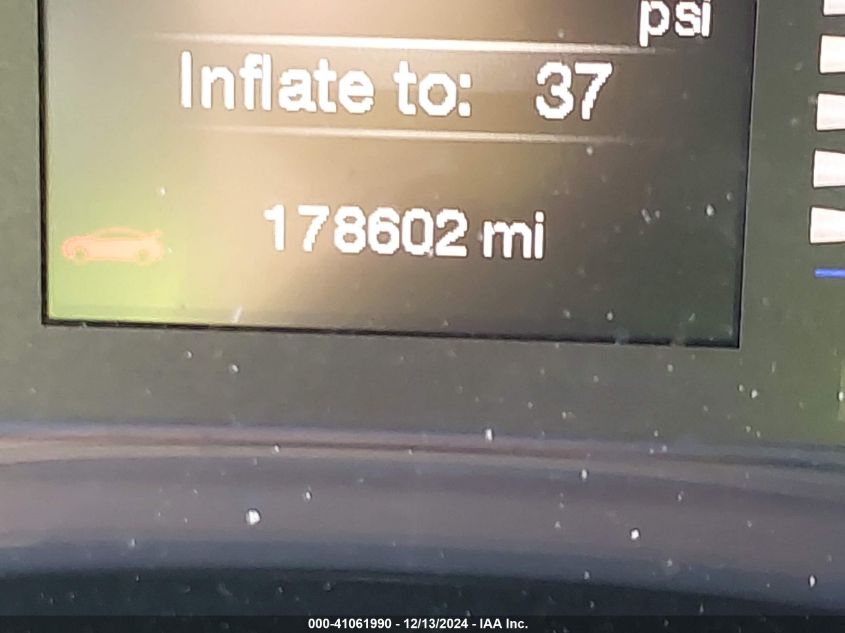 psi
Inflate to: 37
178602 mi
000-41061990 - 12/13/2024 - IAA Inc.